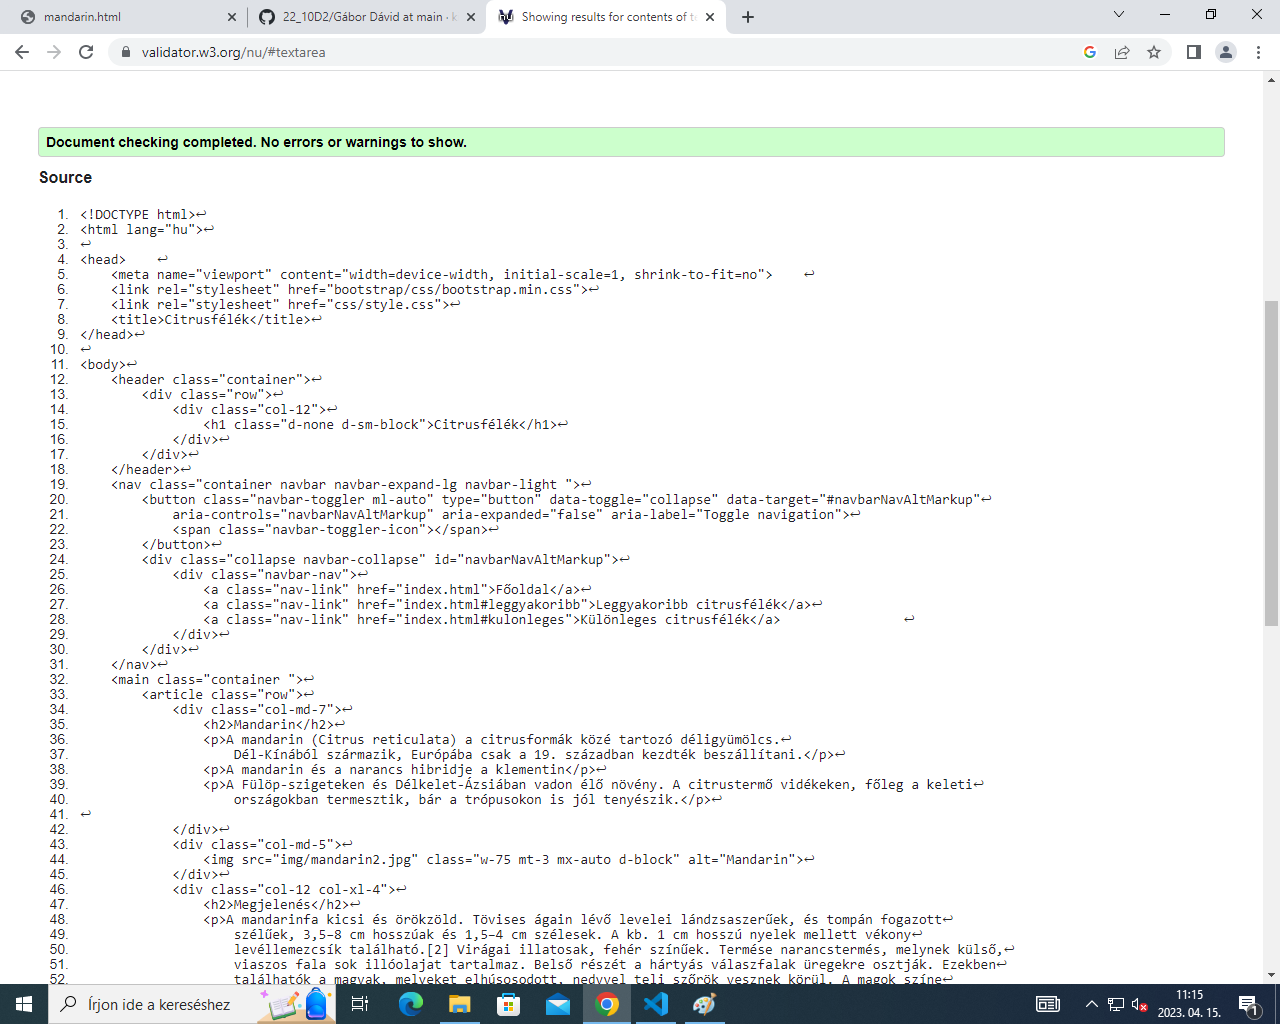 mandarin.html
22_10D2/Gábor Dávid at main · k
Showing results for contents of te
validator.w3.org/nu/#textarea
Document checking completed. No errors or warnings to show.
Source
1. <!DOCTYPE html>↩
2. <html lang="hu">↩
3. ↩
4. <head>    ↩
5.     <meta name="viewport" content="width=device-width, initial-scale=1, shrink-to-fit=no">    ↩
6.     <link rel="stylesheet" href="bootstrap/css/bootstrap.min.css">↩
7.     <link rel="stylesheet" href="css/style.css">↩
8.     <title>Citrusfélék</title>↩
9. </head>↩
10. ↩
11. <body>↩
12.     <header class="container">↩
13.         <div class="row">↩
14.             <div class="col-12">↩
15.                 <h1 class="d-none d-sm-block">Citrusfélék</h1>↩
16.             </div>↩
17.         </div>↩
18.     </header>↩
19.     <nav class="container navbar navbar-expand-lg navbar-light ">↩
20.         <button class="navbar-toggler ml-auto" type="button" data-toggle="collapse" data-target="#navbarNavAltMarkup"↩
21.             aria-controls="navbarNavAltMarkup" aria-expanded="false" aria-label="Toggle navigation">↩
22.             <span class="navbar-toggler-icon"></span>↩
23.         </button>↩
24.         <div class="collapse navbar-collapse" id="navbarNavAltMarkup">↩
25.             <div class="navbar-nav">↩
26.                 <a class="nav-link" href="index.html">Főoldal</a>↩
27.                 <a class="nav-link" href="index.html#leggyakoribb">Leggyakoribb citrusfélék</a>↩
28.                 <a class="nav-link" href="index.html#kulonleges">Különleges citrusfélék</a>                ↩
29.             </div>↩
30.         </div>↩
31.     </nav>↩
32.     <main class="container ">↩
33.         <article class="row">↩
34.             <div class="col-md-7">↩
35.                 <h2>Mandarin</h2>↩
36.                 <p>A mandarin (Citrus reticulata) a citrusformák közé tartozó déligyümölcs.↩
37.                     Dél-Kínából származik, Európába csak a 19. században kezdték beszállítani.</p>↩
38.                 <p>A mandarin és a narancs hibridje a klementin</p>↩
39.                 <p>A Fülöp-szigeteken és Délkelet-Ázsiában vadon élő növény. A citrustermő vidékeken, főleg a keleti↩
40.                     országokban termesztik, bár a trópusokon is jól tenyészik.</p>↩
41. ↩
42.             </div>↩
43.             <div class="col-md-5">↩
44.                 <img src="img/mandarin2.jpg" class="w-75 mt-3 mx-auto d-block" alt="Mandarin">↩
45.             </div>↩
46.             <div class="col-12 col-xl-4">↩
47.                 <h2>Megjelenés</h2>↩
48.                 <p>A mandarinfa kicsi és örökzöld. Tövises ágain lévő levelei lándzsaszerűek, és tompán fogazott↩
49.                     szélűek, 3,5–8 cm hosszúak és 1,5–4 cm szélesek. A kb. 1 cm hosszú nyelek mellett vékony↩
50.                     levéllemezcsík található.[2] Virágai illatosak, fehér színűek. Termése narancstermés, melynek külső,↩
51.                     viaszos fala sok illóolajat tartalmaz. Belső részét a hártyás válaszfalak üregekre osztják. Ezekben↩
52.                     találhatók a magvak, melyeket elhúsosodott, nedvvel teli szőrök vesznek körül. A magok színe↩
Írjon ide a kereséshez
11:15
2023. 04. 15.
1